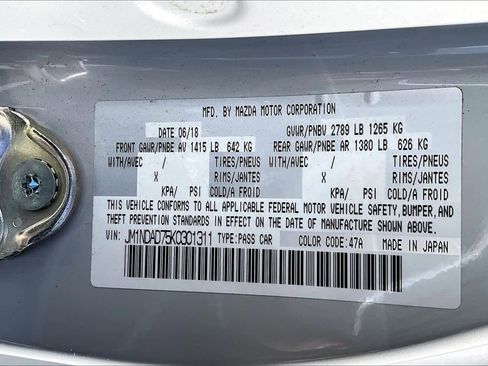 MFD. BY MAZDA MOTOR CORPORATION
DATE 06/18 GVWR/PNBV 2789 LB 1265 KG
FRONT GAWR/PNBE AV 1415 LB 642 KG REAR GAWR/PNBE AR 1380 LB 626 KG
WITH/AVEC / TIRES/PNEUS WITH/AVEC / TIRES/PNEUS
X RIMS/JANTES X RIMS/JANTES
KPA/ PSI COLD/A FROID KPA/ PSI COLD/A FROID
THIS VEHICLE CONFORMS TO ALL APPLICABLE FEDERAL MOTOR VEHICLE SAFETY, BUMPER, AND
THEFT PREVENTION STANDARDS IN EFFECT ON THE DATE OF MANUFACTURE SHOWN ABOVE.
VIN: JM1NDAD75K0301311 TYPE:PASS CAR COLOR CODE:47A MADE IN JAPAN